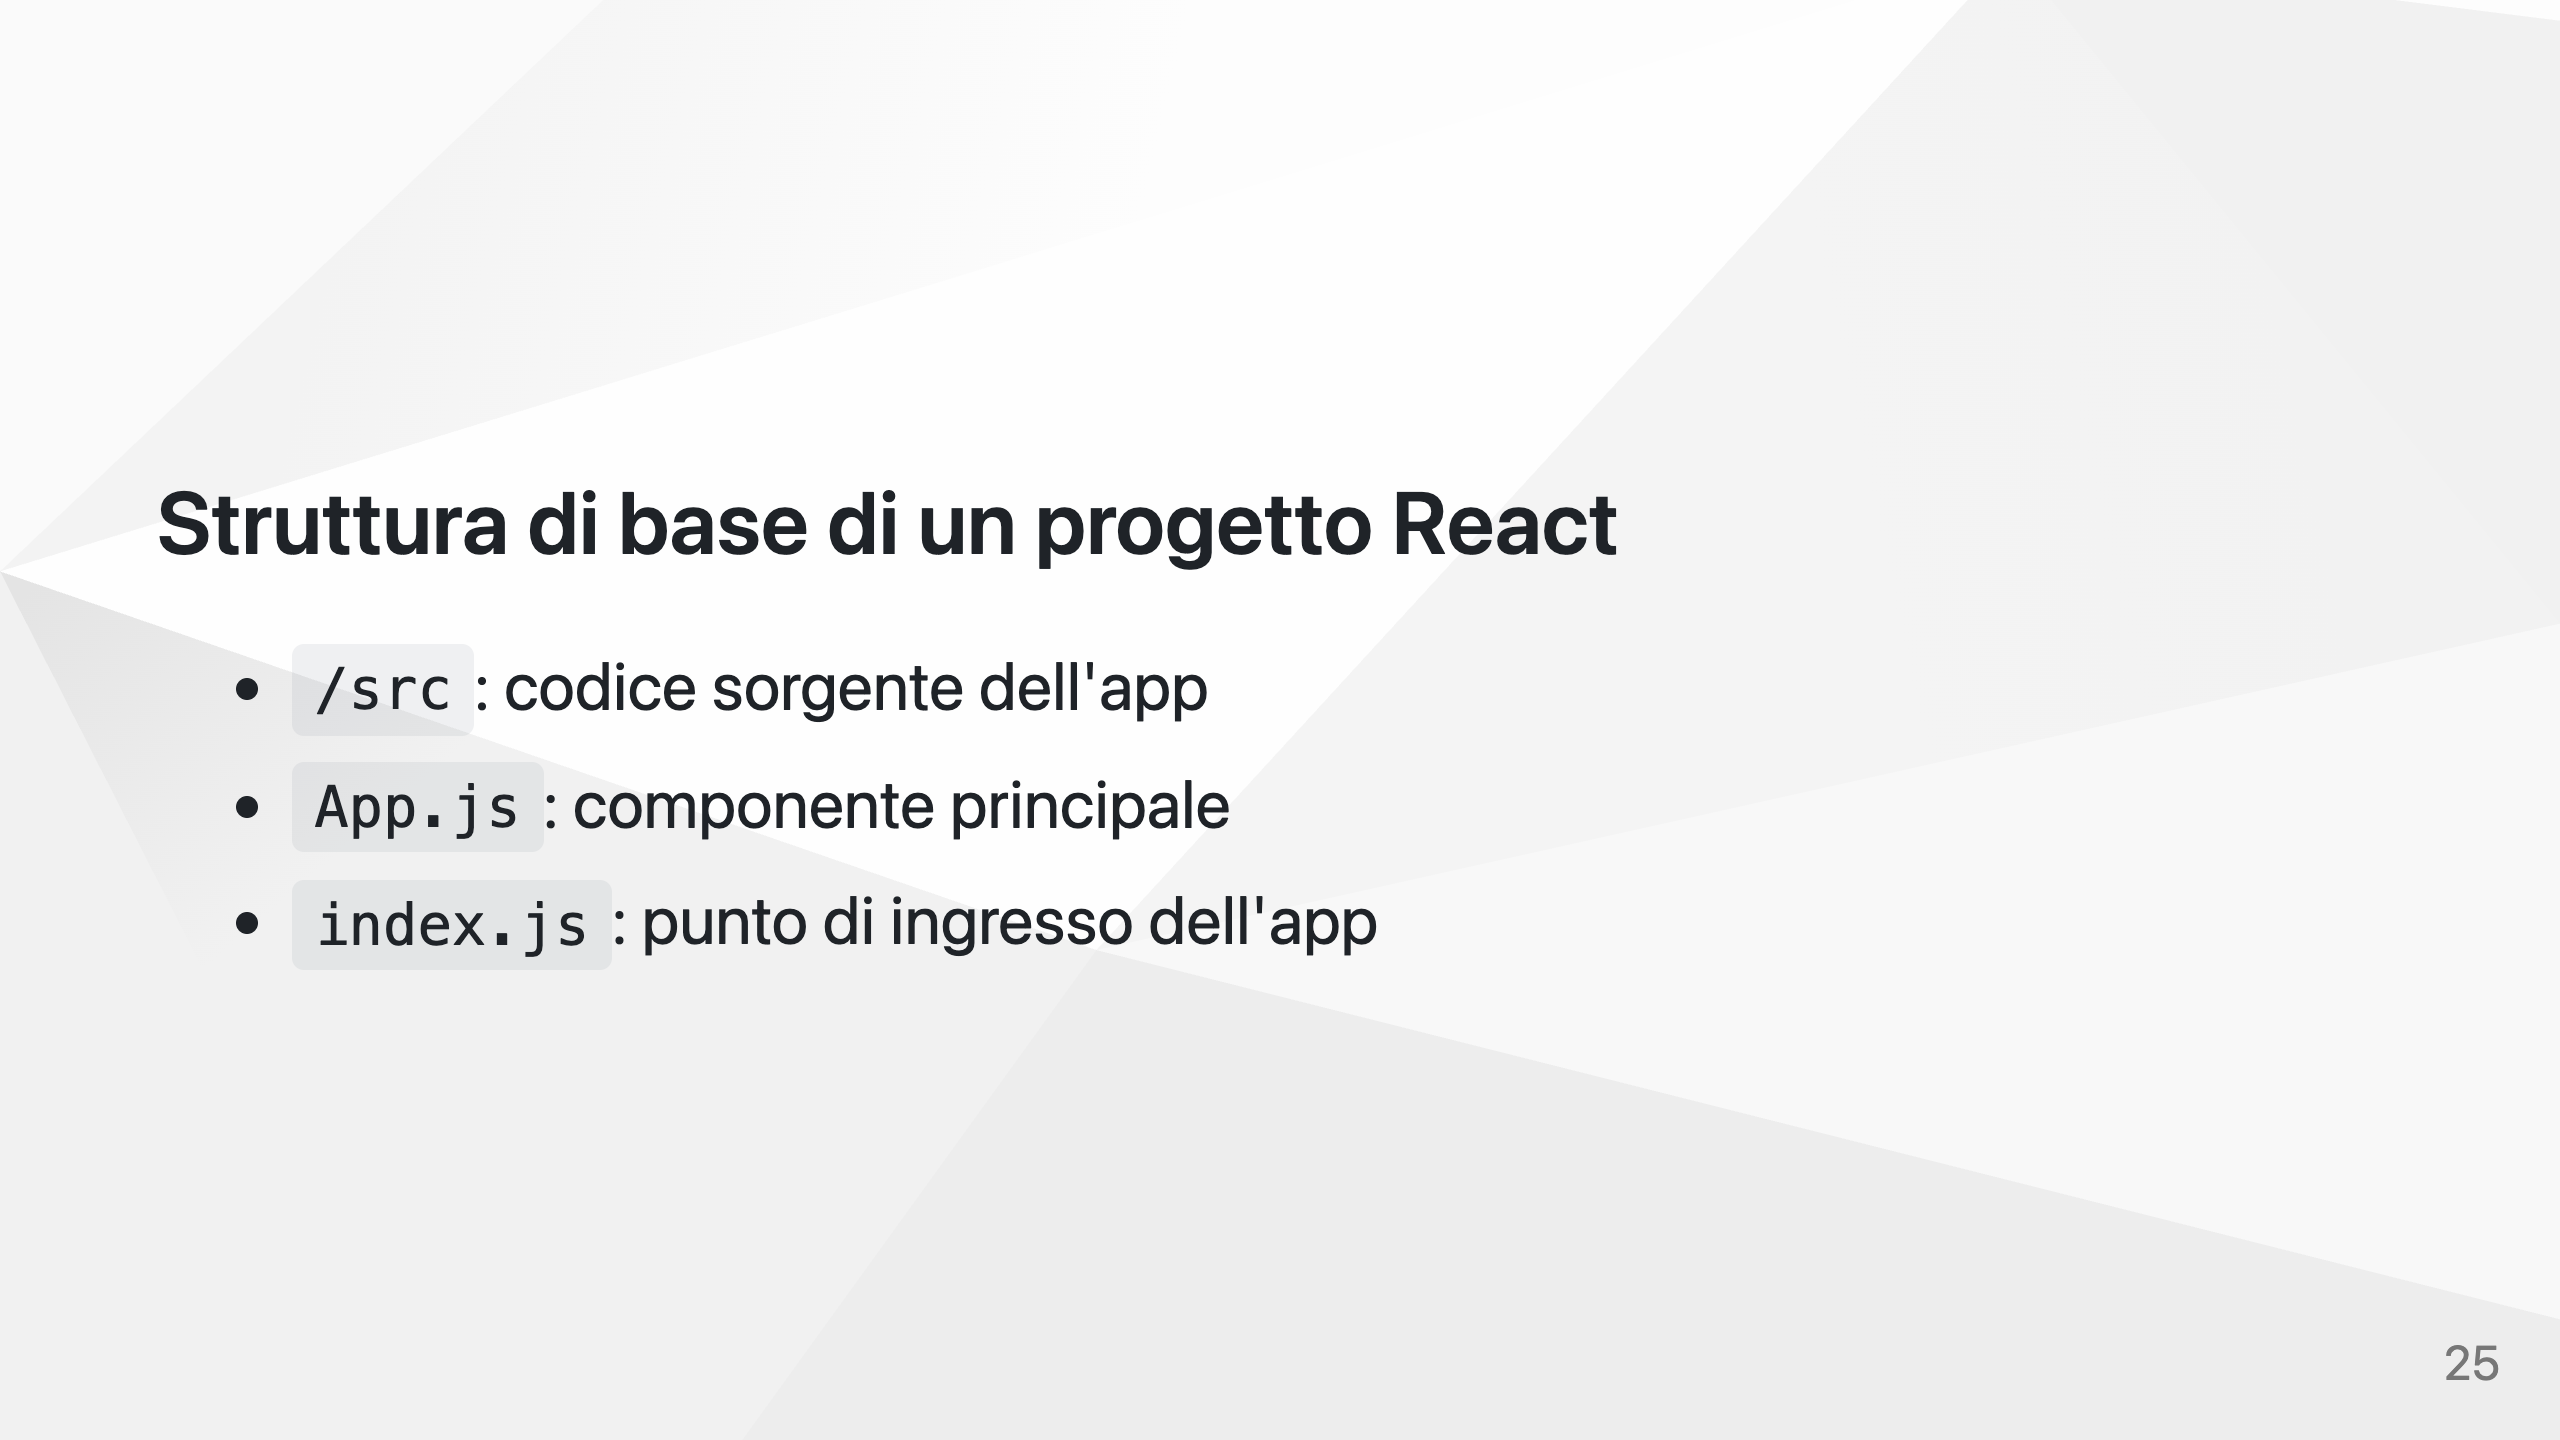 Struttura di base di un progetto React
/src : codice sorgente dell'app
App.js : componente principale
index.js : punto di ingresso dell'app
25